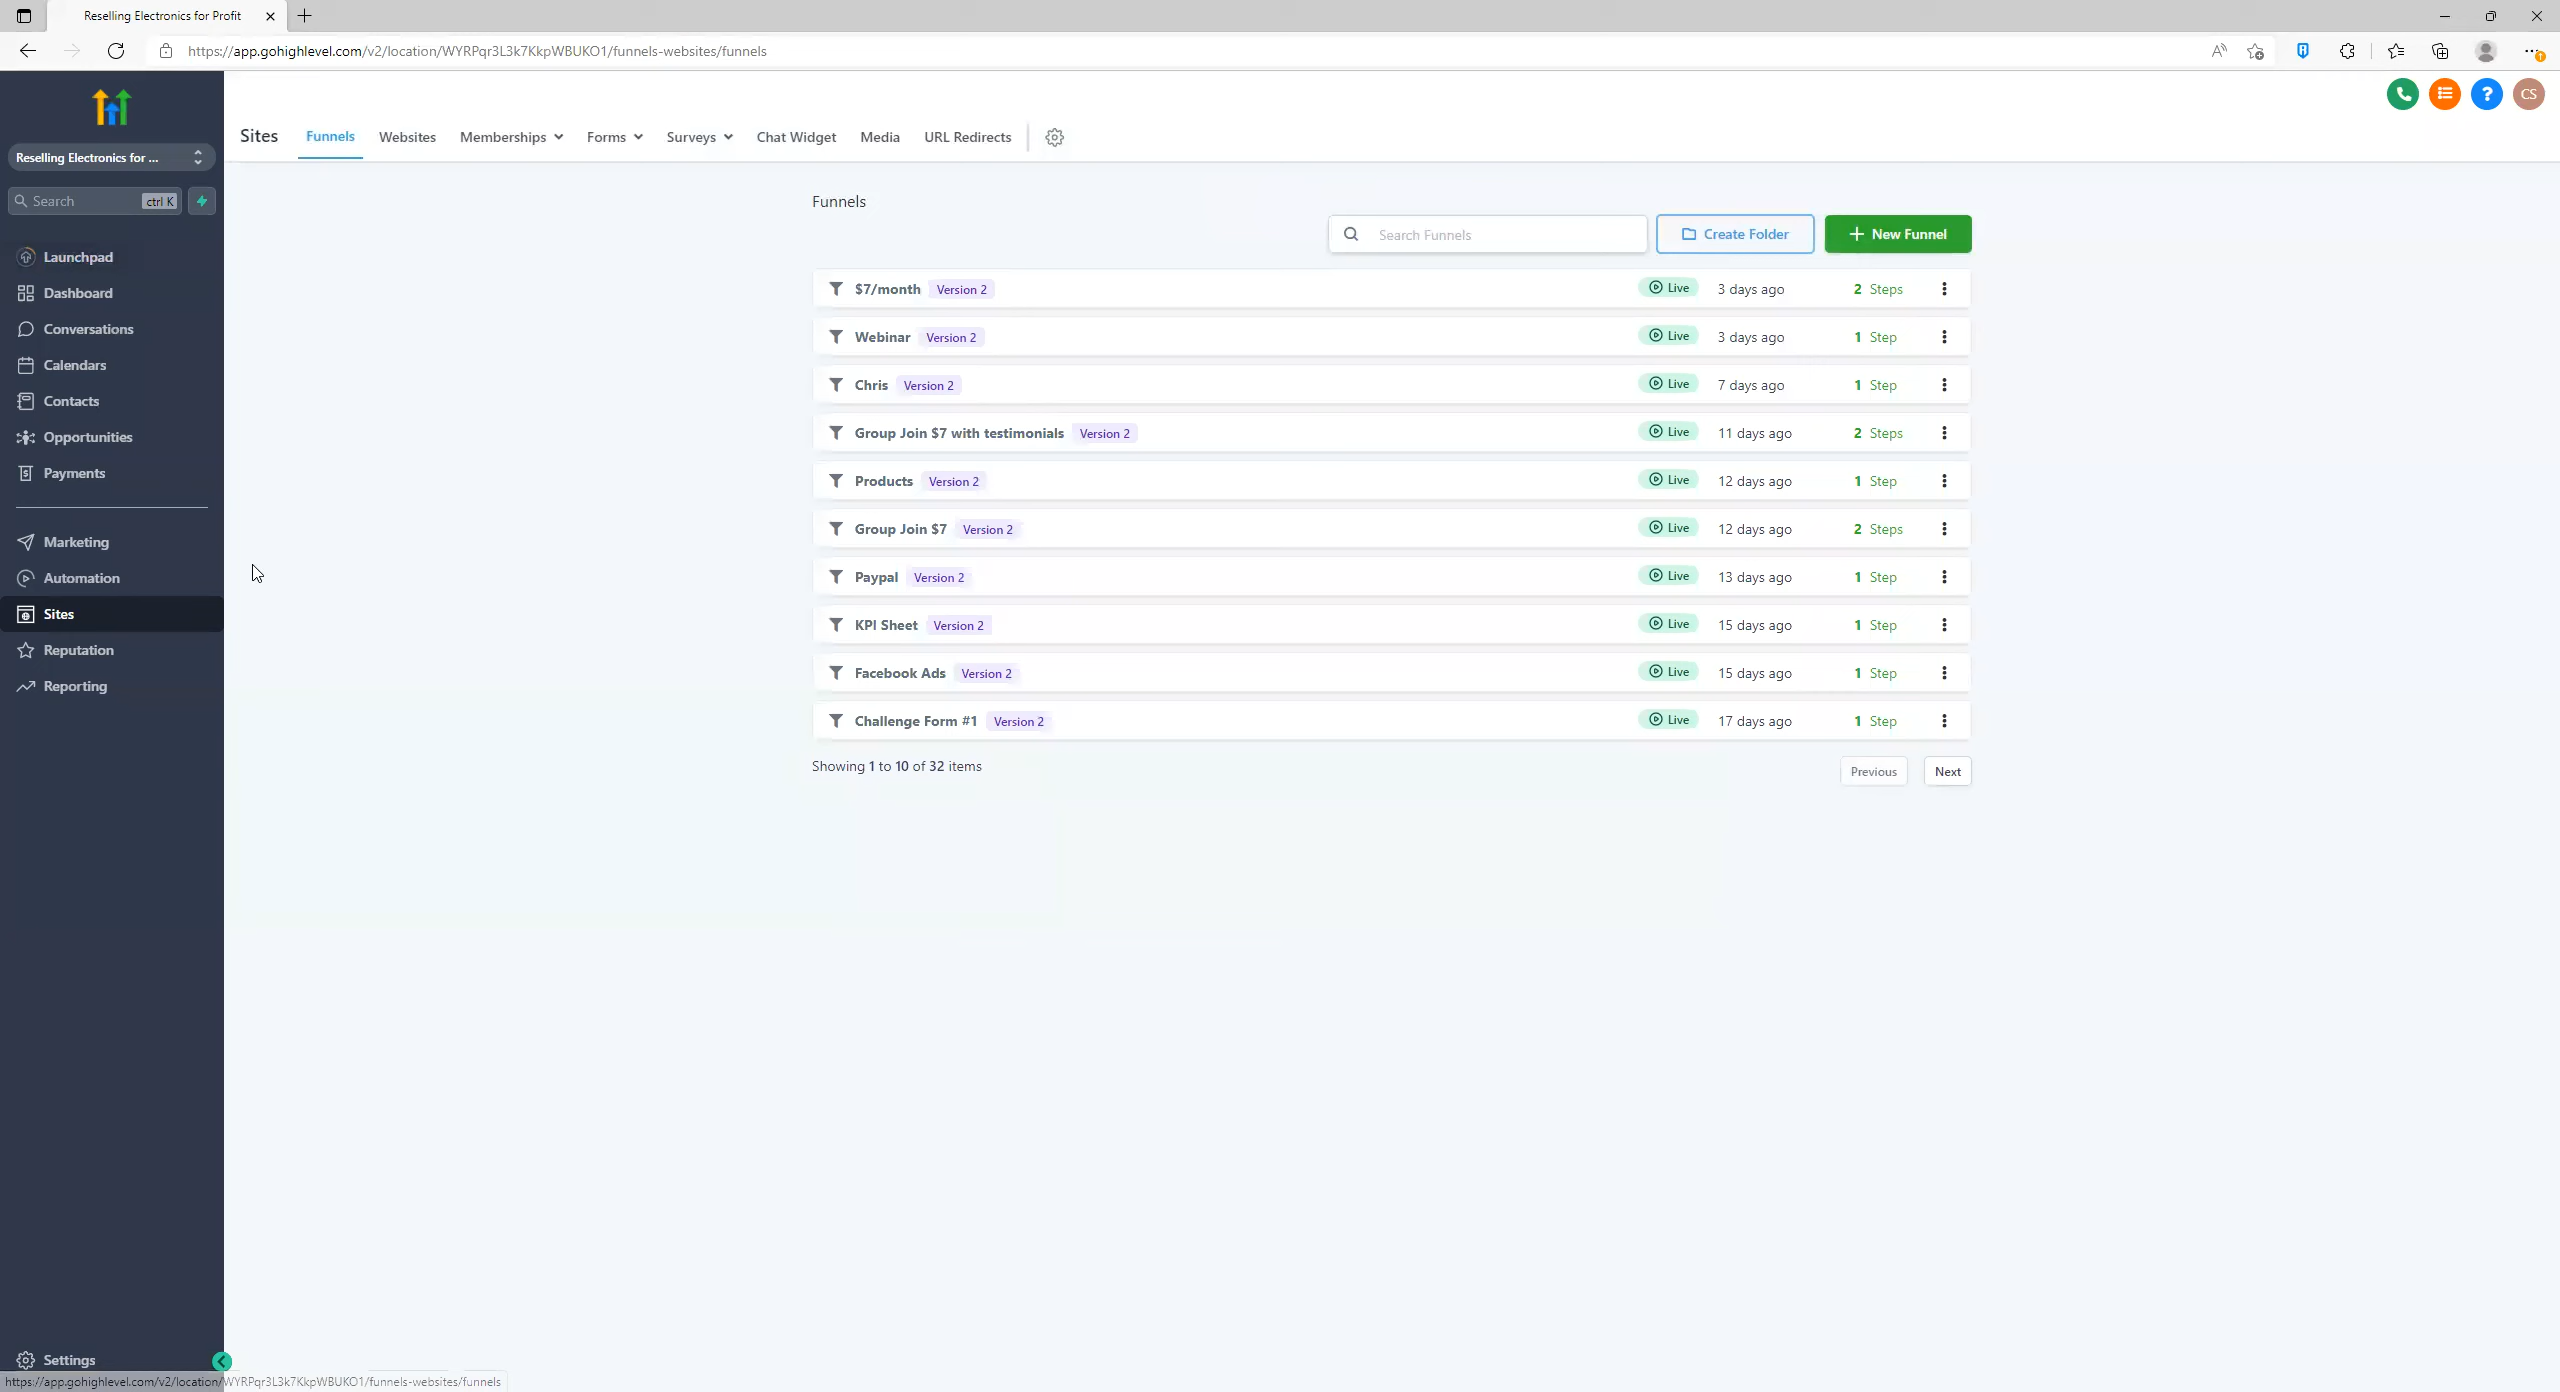 Reselling Electronics for Profit
https://app.gohighlevel.com/v2/location/WYRPqr3L3k7KkpWBUKO1/funnels-websites/funnels
CS
Reselling Electronics for ...
Sites Funnels Websites Memberships Forms Surveys Chat Widget Media URL Redirects
Search ctrl K
Launchpad
Dashboard
Conversations
Calendars
Contacts
Opportunities
Payments
Marketing
Automation
Sites
Reputation
Reporting
Settings
Funnels
Search Funnels Create Folder + New Funnel
$7/month Version 2 Live 3 days ago 2 Steps
Webinar Version 2 Live 3 days ago 1 Step
Chris Version 2 Live 7 days ago 1 Step
Group Join $7 with testimonials Version 2 Live 11 days ago 2 Steps
Products Version 2 Live 12 days ago 1 Step
Group Join $7 Version 2 Live 12 days ago 2 Steps
Paypal Version 2 Live 13 days ago 1 Step
KPI Sheet Version 2 Live 15 days ago 1 Step
Facebook Ads Version 2 Live 15 days ago 1 Step
Challenge Form #1 Version 2 Live 17 days ago 1 Step
Showing 1 to 10 of 32 items Previous Next
https://app.gohighlevel.com/v2/location/WYRPqr3L3k7KkpWBUKO1/funnels-websites/funnels